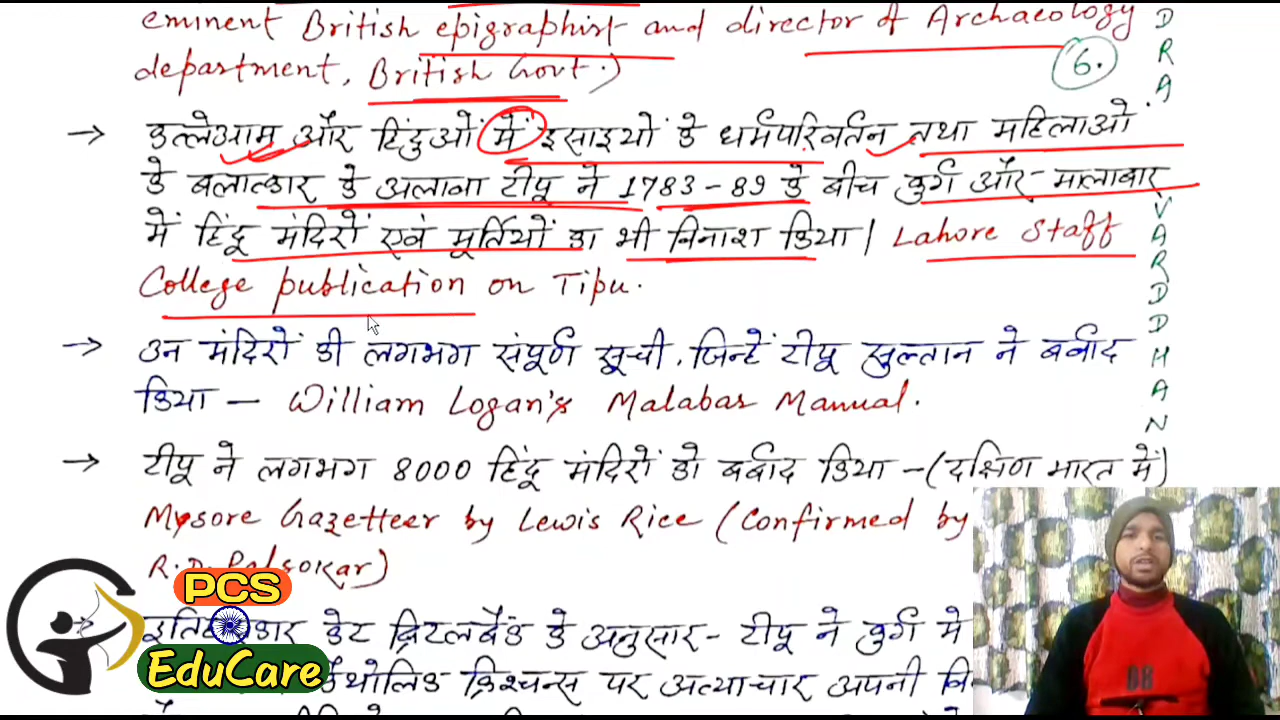 eminent British epigraphist and director of Archaeology
department, British Govt.)
6.
→ कत्लेआम और हिंदुओं में इसाइयों के धर्मपरिवर्तन तथा महिलाओ
के बलात्कार के अलावा टीपू ने 1783-89 के बीच कुर्ग और मालाबार
में हिंदू मंदिरों एवं मूर्तियों का भी विनाश किया| Lahore Staff
College publication on Tipu.
→ उन मंदिरों की लगभग संपूर्ण सूची, जिन्हें टीपू सुल्तान ने बर्बाद
किया - William Logan's Malabar Manual.
→ टीपू ने लगभग 8000 हिंदू मंदिरों को बर्बाद किया -(दक्षिण भारत में)
Mysore Gazetteer by Lewis Rice (Confirmed by
R.D. Palsokar)
इतिहासकार केट ब्रिटलबैंक के अनुसार- टीपू ने कुर्ग मे
कैथोलिक क्रिश्चन्स पर अत्याचार अपनी
D
R
A
V
A
R
D
D
H
A
N
PCS
EduCare
DB